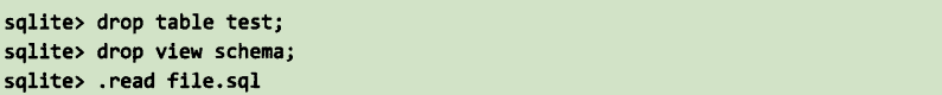 sqlite> drop table test;
sqlite> drop view schema;
sqlite> .read file.sql